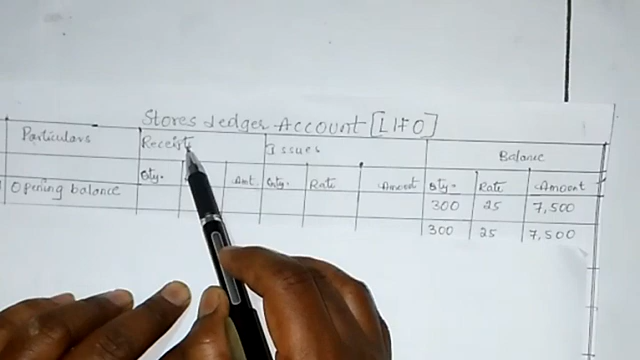 Stores Ledger Account [LIFO]
Particulars Receipts Issues Balance
Qty. Amt. Qnty. Rate Amount Qty. Rate Amount
Opening balance 300 25 7,500
300 25 7,500